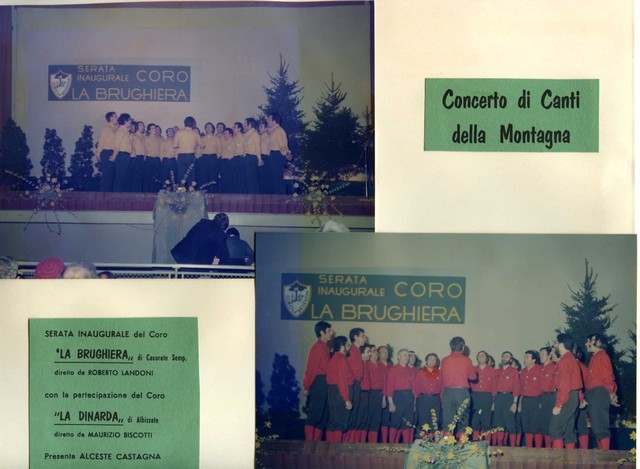 SERATA
INAUGURALE CORO
LA BRUGHIERA
Concerto di Canti
della Montagna
SERATA
INAUGURALE CORO
LA BRUGHIERA
SERATA INAUGURALE del Coro
"LA BRUGHIERA,, di Casorate Semp.
diretto da ROBERTO LANDONI
con la partecipazione del Coro
"LA DINARDA,, di Albizzate
diretto da MAURIZIO BISCOTTI
Presenta ALCESTE CASTAGNA